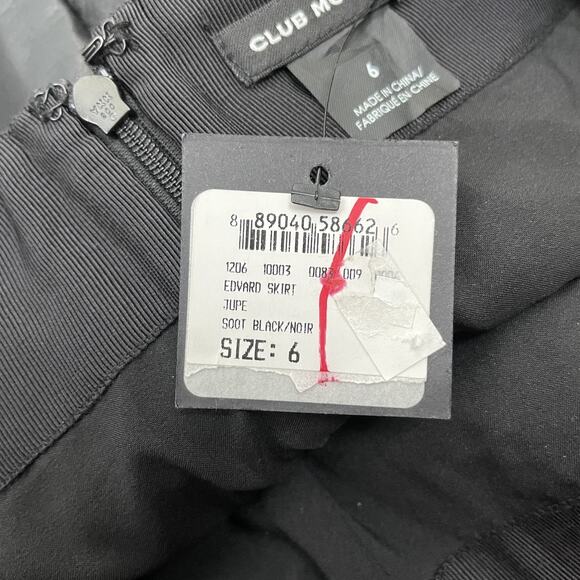 CLUB
6
MADE IN CHINA/
FABRIQUÉ EN CHINE
8 89040 58662 6
1206 10003 0083 009
EDVARD SKIRT
JUPE
SOOT BLACK/NOIR
SIZE: 6